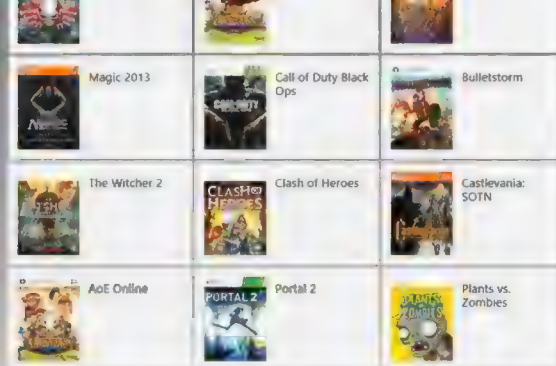 Magic 2013
Call of Duty Black
Ops
Bulletstorm
The Witcher 2
CLASH OF
HEROES
Clash of Heroes
Castlevania:
SOTN
AoE Online
PORTAL 2
Portal 2
PLANTS VS.
ZOMBIES
Plants vs.
Zombies